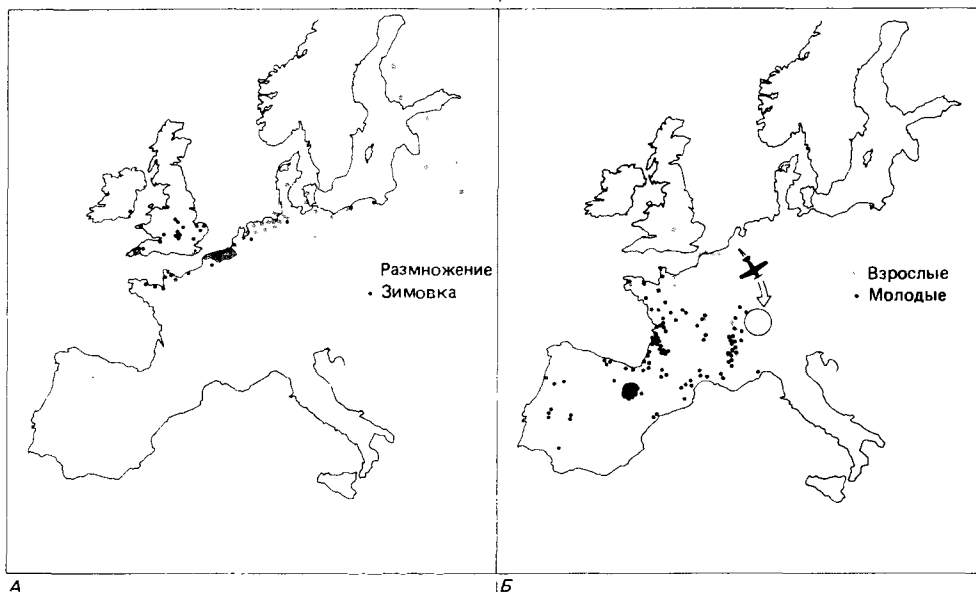 Размножение
Зимовка
Взрослые
Молодые
А
Б